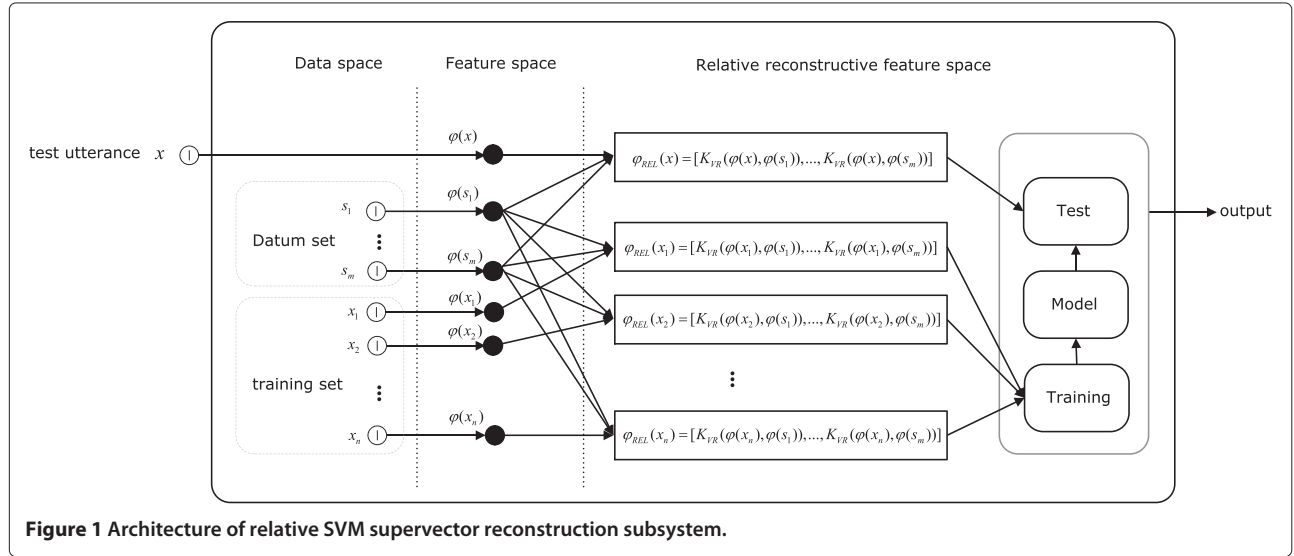 Data space
Feature space
Relative reconstructive feature space
test utterance x
φ(x)
φ_REL(x) = [K_VR(φ(x), φ(s_1)),..., K_VR(φ(x), φ(s_m))]
s_1
φ(s_1)
Datum set
s_m
φ(s_m)
φ_REL(x_1) = [K_VR(φ(x_1), φ(s_1)),..., K_VR(φ(x_1), φ(s_m))]
x_1
φ(x_1)
x_2
φ(x_2)
φ_REL(x_2) = [K_VR(φ(x_2), φ(s_1)),..., K_VR(φ(x_2), φ(s_m))]
training set
x_n
φ(x_n)
φ_REL(x_n) = [K_VR(φ(x_n), φ(s_1)),..., K_VR(φ(x_n), φ(s_m))]
Test
Model
Training
output
Figure 1 Architecture of relative SVM supervector reconstruction subsystem.